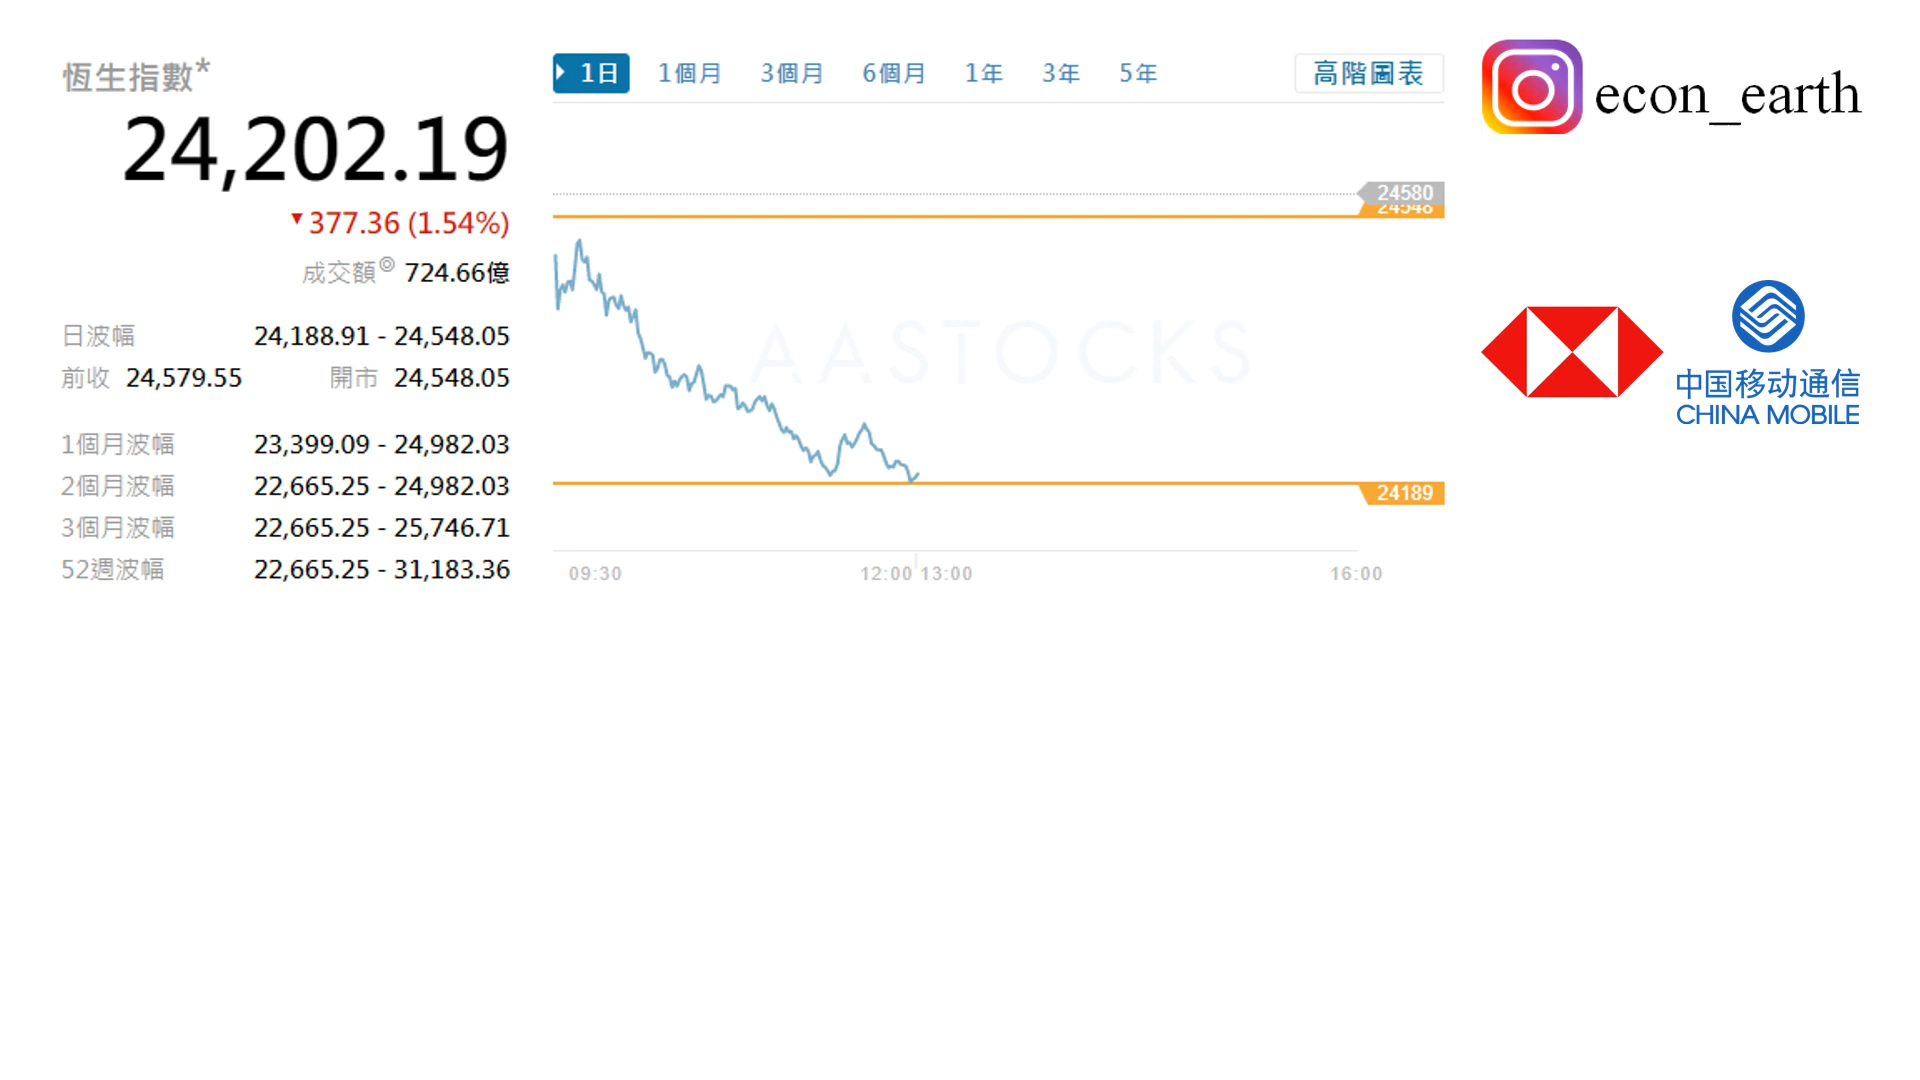 恆生指數*
24,202.19
▼377.36 (1.54%)
成交額◎ 724.66億
日波幅 24,188.91 - 24,548.05
前收 24,579.55 開市 24,548.05
1個月波幅 23,399.09 - 24,982.03
2個月波幅 22,665.25 - 24,982.03
3個月波幅 22,665.25 - 25,746.71
52週波幅 22,665.25 - 31,183.36
1日 1個月 3個月 6個月 1年 3年 5年 高階圖表
24580
24548
AASTOCKS
24189
09:30 12:00 13:00 16:00
econ_earth
中国移动通信
CHINA MOBILE